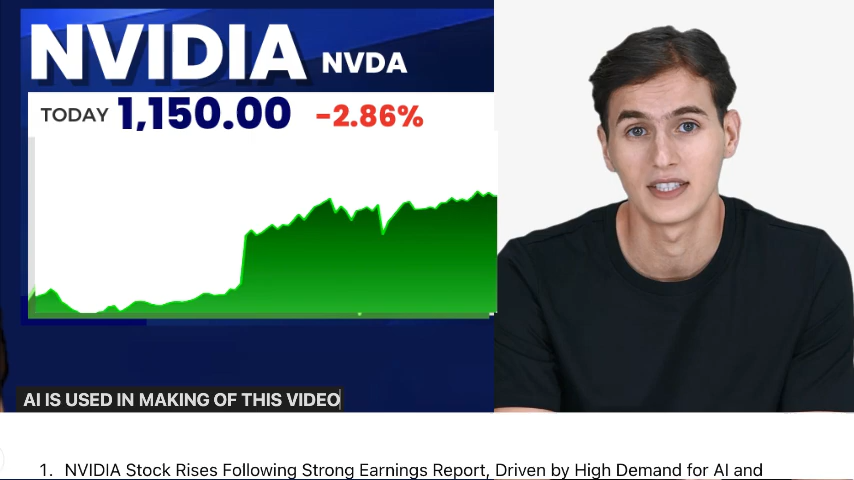 NVIDIA NVDA
TODAY 1,150.00 -2.86%
AI IS USED IN MAKING OF THIS VIDEO
1. NVIDIA Stock Rises Following Strong Earnings Report, Driven by High Demand for AI and